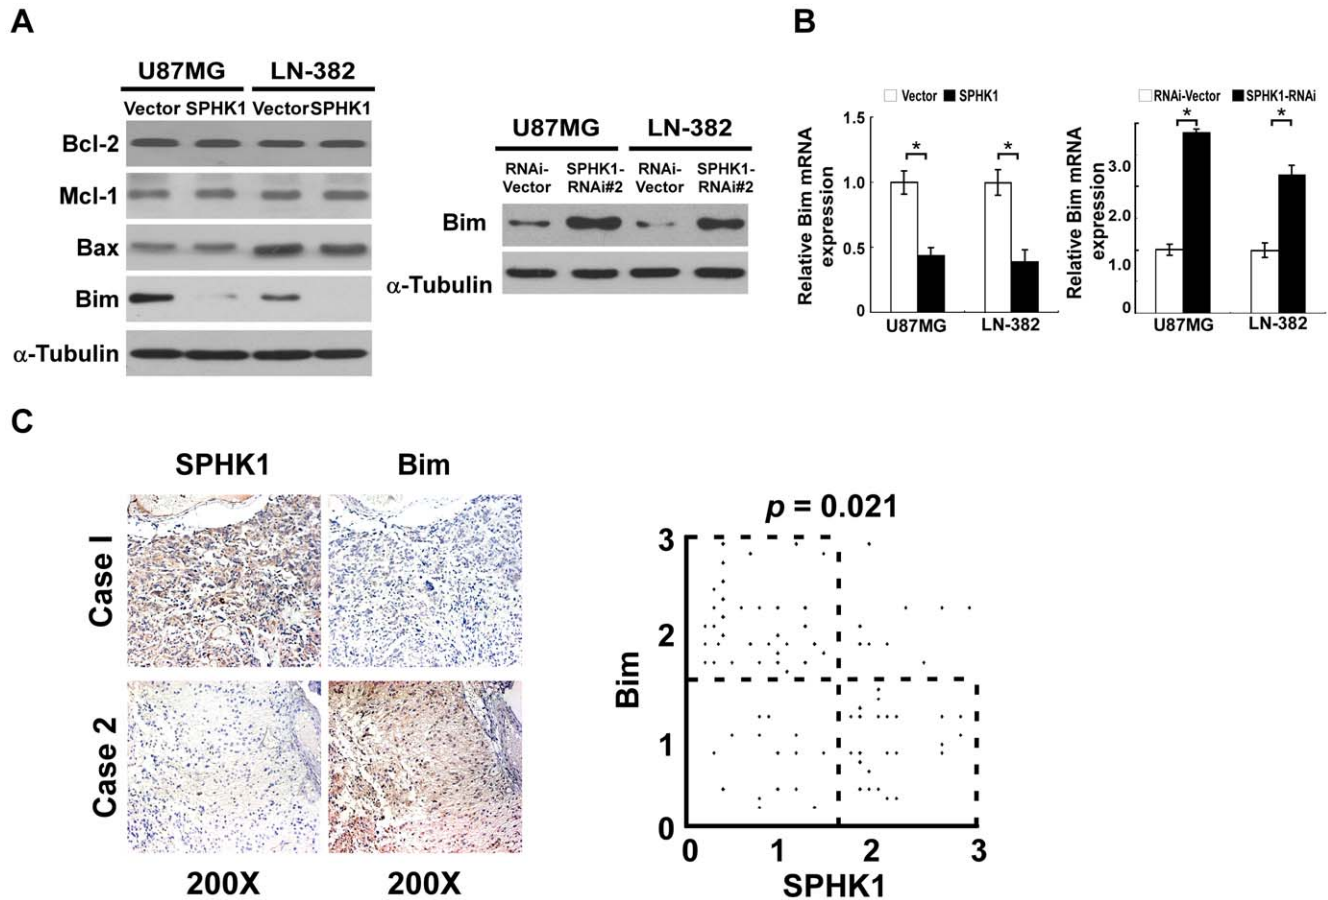 A
U87MG LN-382
Vector SPHK1 Vector SPHK1
Bcl-2
Mcl-1
Bax
Bim
α-Tubulin
U87MG LN-382
RNAi-Vector SPHK1-RNAi#2 RNAi-Vector SPHK1-RNAi#2
Bim
α-Tubulin
B
Vector SPHK1
Relative Bim mRNA
expression
1.5
*
*
1.0
0.5
0
U87MG LN-382
RNAi-Vector SPHK1-RNAi
Relative Bim mRNA
expression
*
*
3.0
2.0
1.0
0
U87MG LN-382
C
SPHK1 Bim
Case I
Case 2
200X 200X
p = 0.021
Bim
3
2
1
0
0 1 2 3
SPHK1